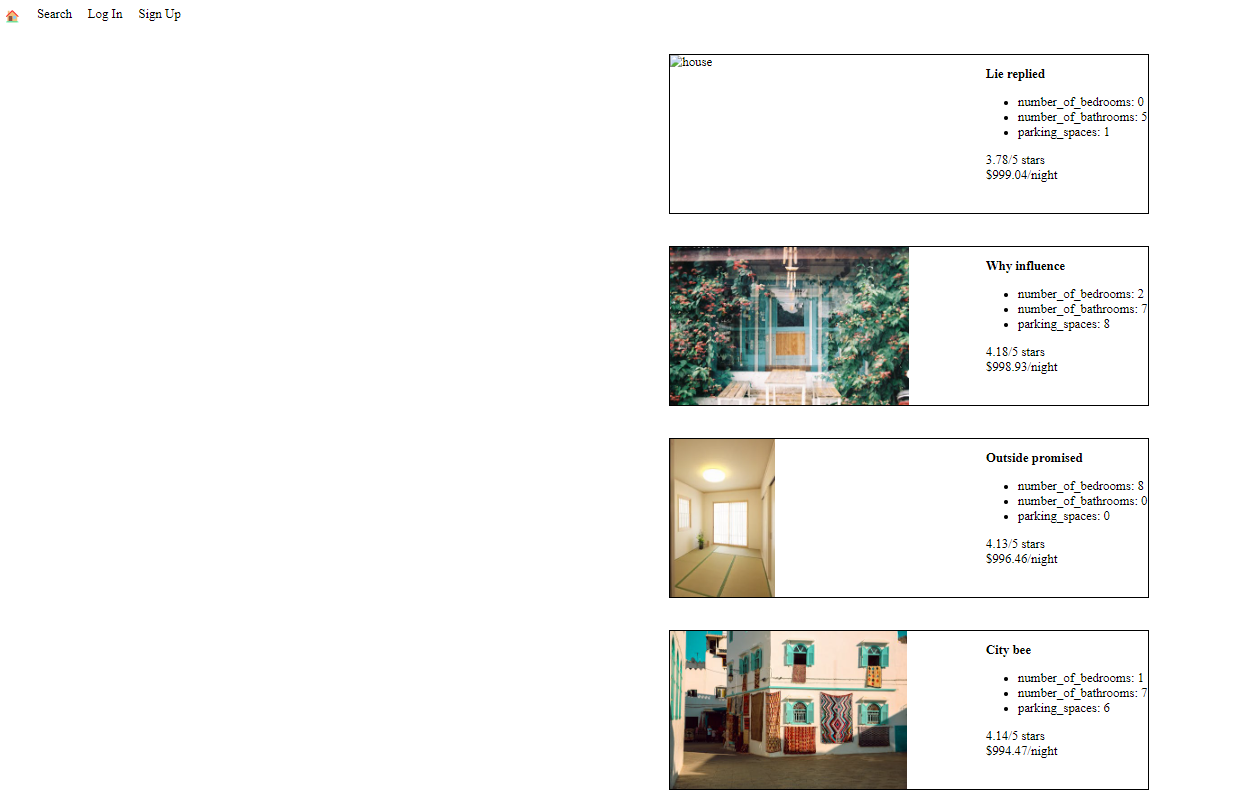 Search Log In Sign Up
house
Lie replied
number_of_bedrooms: 0
number_of_bathrooms: 5
parking_spaces: 1
3.78/5 stars
$999.04/night
Why influence
number_of_bedrooms: 2
number_of_bathrooms: 7
parking_spaces: 8
4.18/5 stars
$998.93/night
Outside promised
number_of_bedrooms: 8
number_of_bathrooms: 0
parking_spaces: 0
4.13/5 stars
$996.46/night
City bee
number_of_bedrooms: 1
number_of_bathrooms: 7
parking_spaces: 6
4.14/5 stars
$994.47/night